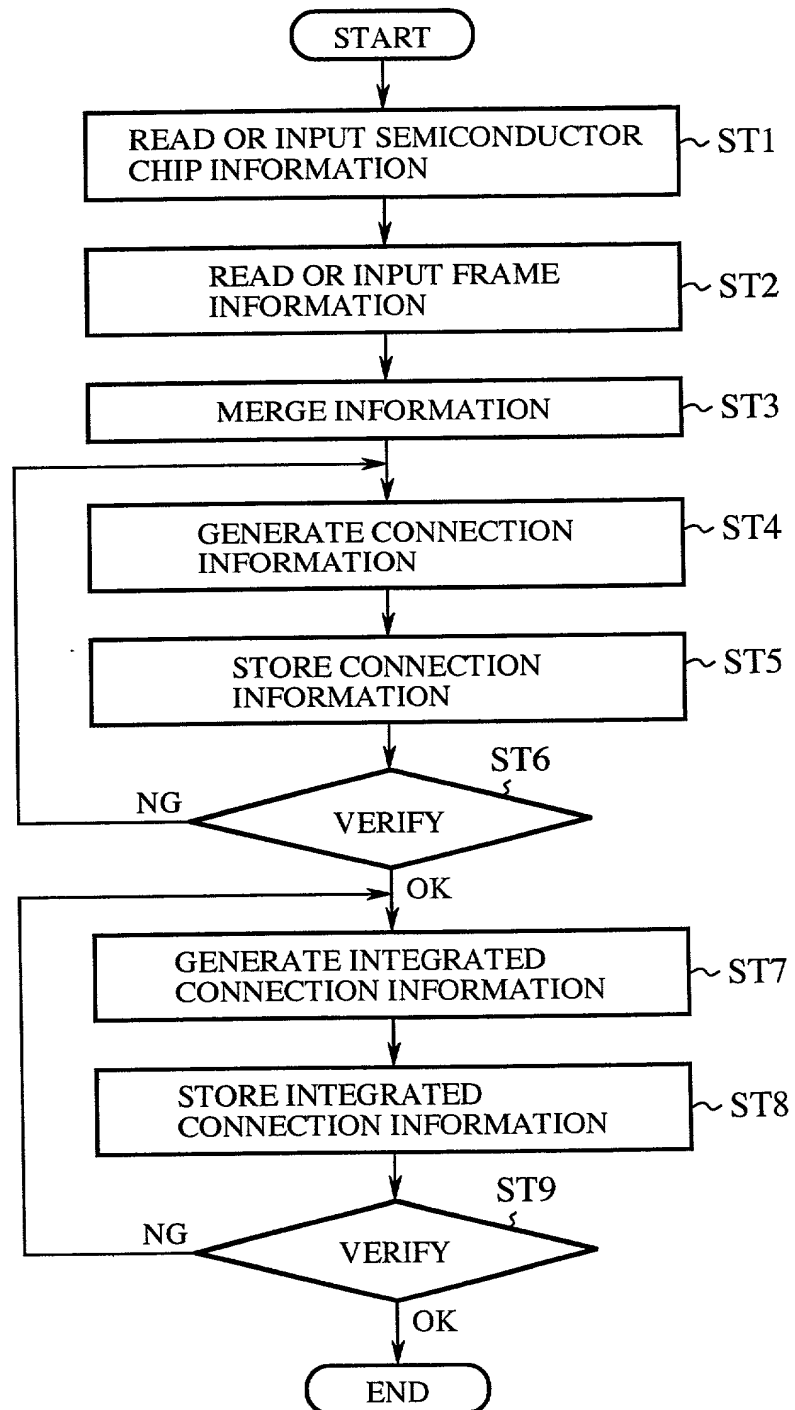 START
READ OR INPUT SEMICONDUCTOR
CHIP INFORMATION
ST1
READ OR INPUT FRAME
INFORMATION
ST2
MERGE INFORMATION
ST3
GENERATE CONNECTION
INFORMATION
ST4
STORE CONNECTION
INFORMATION
ST5
ST6
NG
VERIFY
OK
GENERATE INTEGRATED
CONNECTION INFORMATION
ST7
STORE INTEGRATED
CONNECTION INFORMATION
ST8
ST9
NG
VERIFY
OK
END